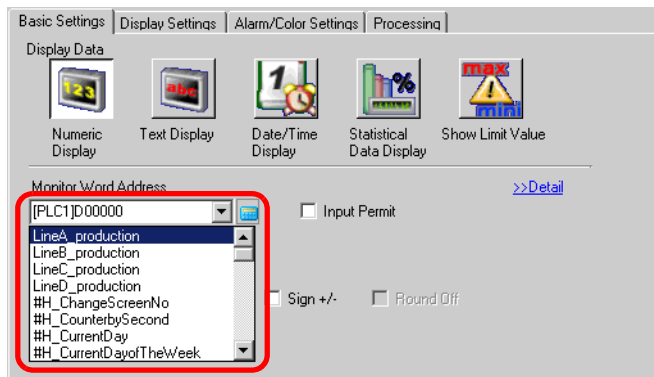 Basic Settings Display Settings Alarm/Color Settings Processing
Display Data
123 abc 1 % max mini
Numeric Display
Text Display
Date/Time Display
Statistical Data Display
Show Limit Value
Monitor Word Address
>>Detail
[PLC1]D00000
Input Permit
LineA_production
LineB_production
LineC_production
LineD_production
#H_ChangeScreenNo
Sign +/-
Round Off
#H_CounterbySecond
#H_CurrentDay
#H_CurrentDayofTheWeek